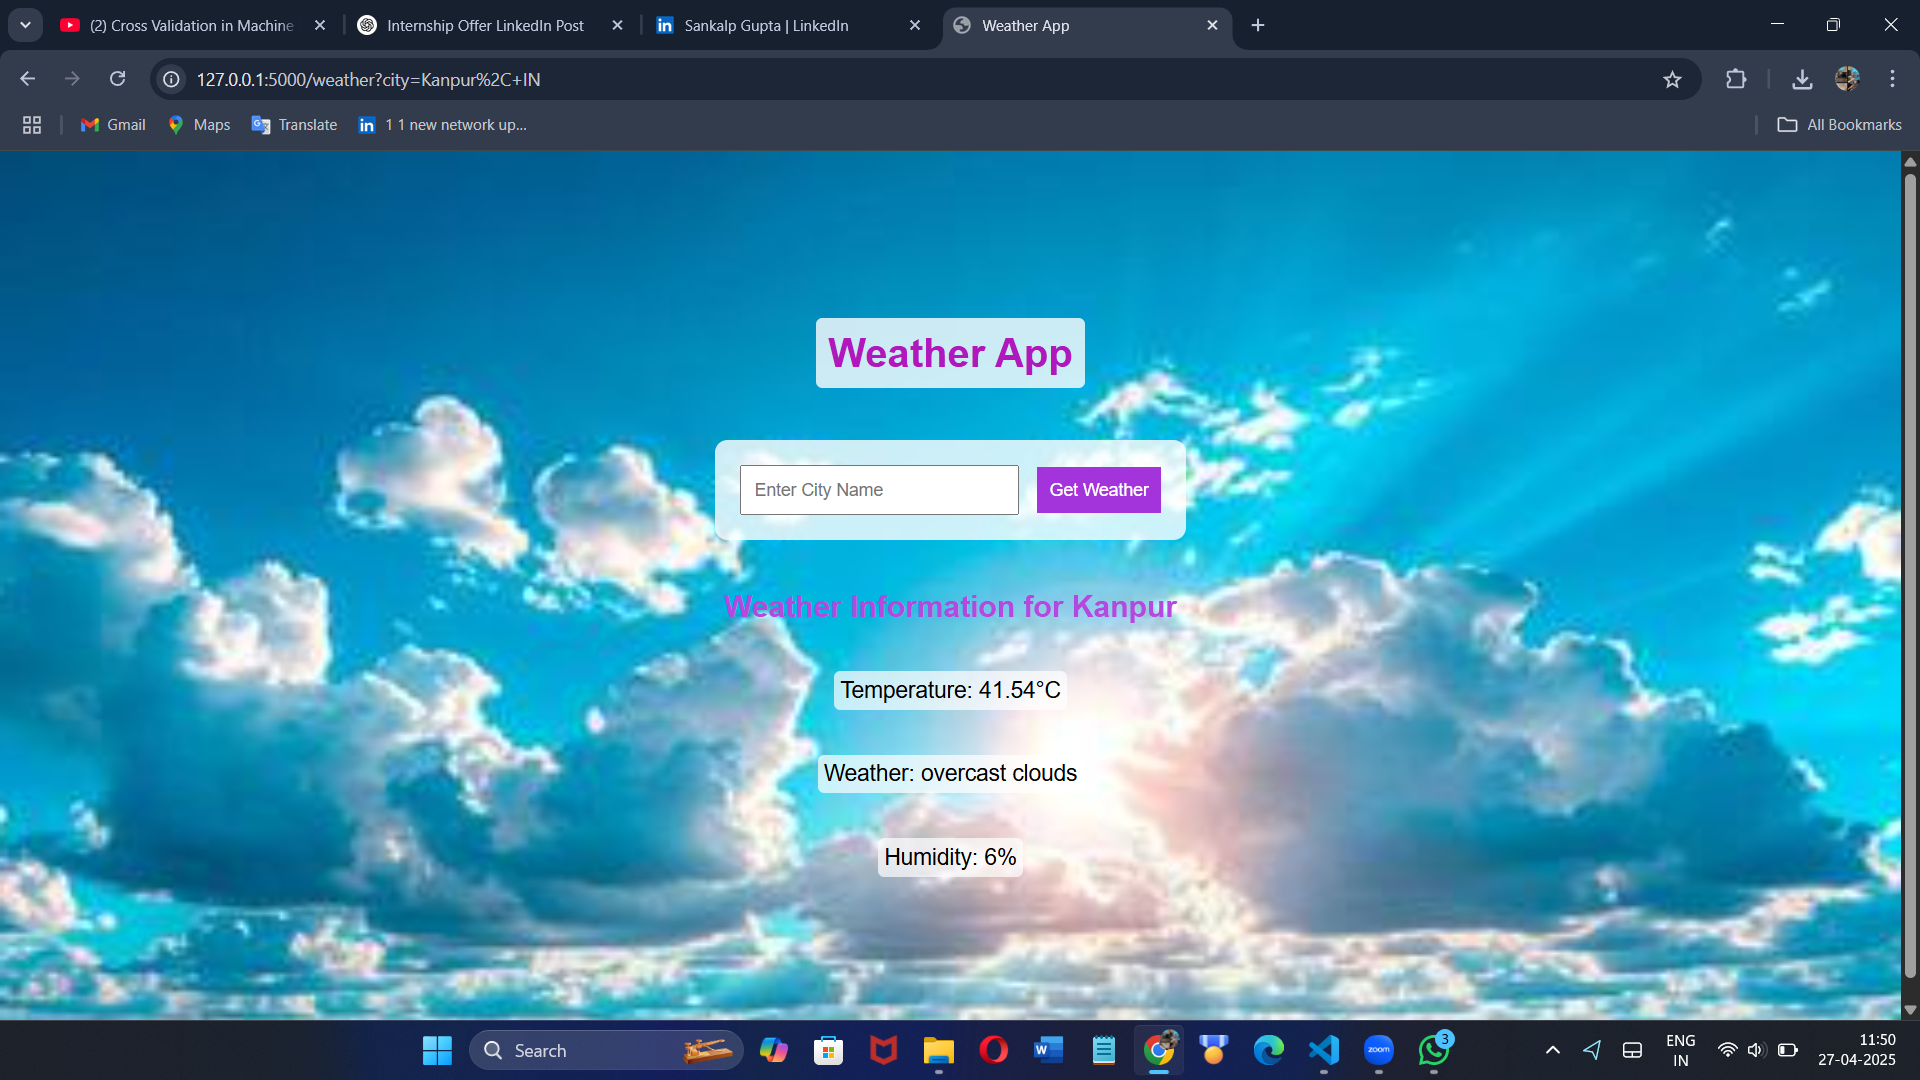 (2) Cross Validation in Machine
Internship Offer LinkedIn Post
Sankalp Gupta | LinkedIn
Weather App
127.0.0.1:5000/weather?city=Kanpur%2C+IN
Gmail
Maps
Translate
1 1 new network up...
All Bookmarks
Weather App
Enter City Name
Get Weather
Weather Information for Kanpur
Temperature: 41.54°C
Weather: overcast clouds
Humidity: 6%
Search
zoom
3
ENG
IN
11:50
27-04-2025